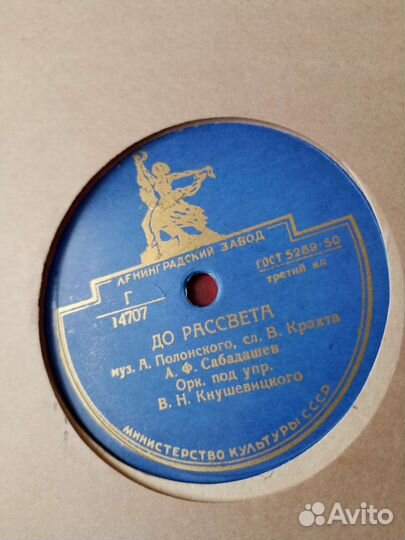 ЛЕНИНГРАДСКИЙ ЗАВОД
ГОСТ 5289-50
третий кл
Г
14707
ДО РАССВЕТА
муз. А. Полонского, сл. В. Крахта
А. Ф. Сабадашев
Орк. под упр.
В. Н. Кнушевицкого
МИНИСТЕРСТВО КУЛЬТУРЫ СССР
Avito